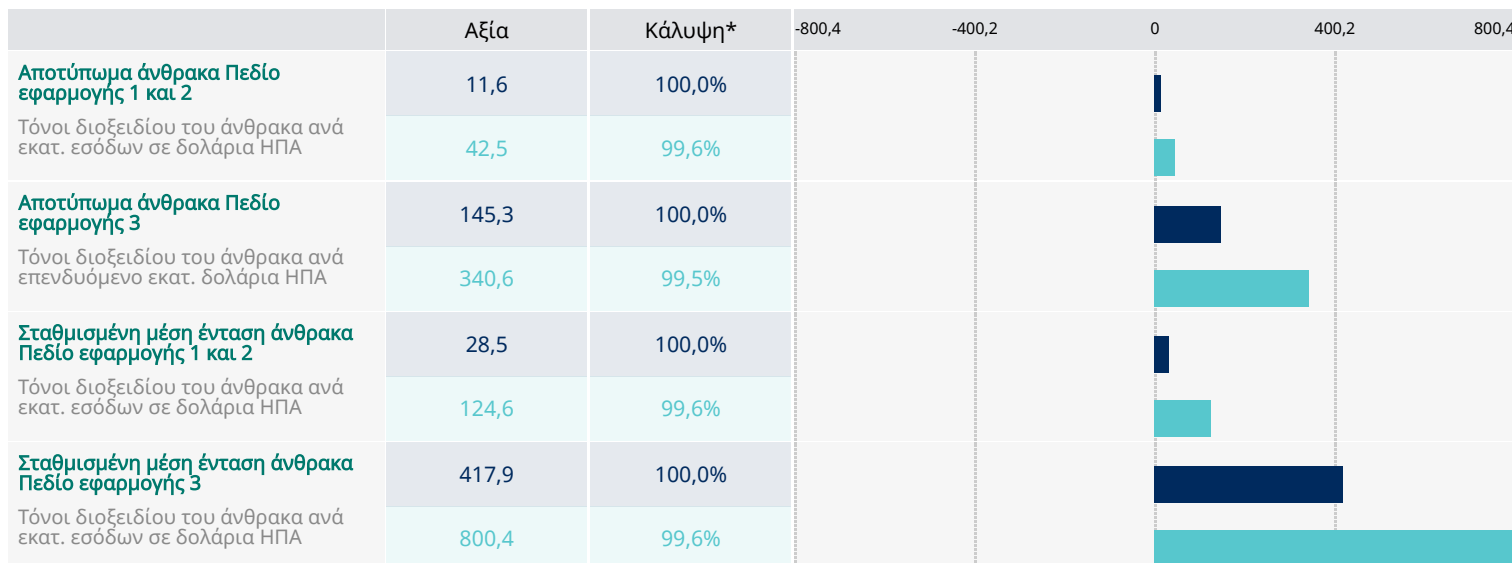 Αξία Κάλυψη* -800,4 -400,2 0 400,2 800,4
Αποτύπωμα άνθρακα Πεδίο
εφαρμογής 1 και 2
11,6 100,0%
Τόνοι διοξειδίου του άνθρακα ανά
εκατ. εσόδων σε δολάρια ΗΠΑ
42,5 99,6%
Αποτύπωμα άνθρακα Πεδίο
εφαρμογής 3
145,3 100,0%
Τόνοι διοξειδίου του άνθρακα ανά
επενδυόμενο εκατ. δολάρια ΗΠΑ
340,6 99,5%
Σταθμισμένη μέση ένταση άνθρακα
Πεδίο εφαρμογής 1 και 2
28,5 100,0%
Τόνοι διοξειδίου του άνθρακα ανά
εκατ. εσόδων σε δολάρια ΗΠΑ
124,6 99,6%
Σταθμισμένη μέση ένταση άνθρακα
Πεδίο εφαρμογής 3
417,9 100,0%
Τόνοι διοξειδίου του άνθρακα ανά
εκατ. εσόδων σε δολάρια ΗΠΑ
800,4 99,6%